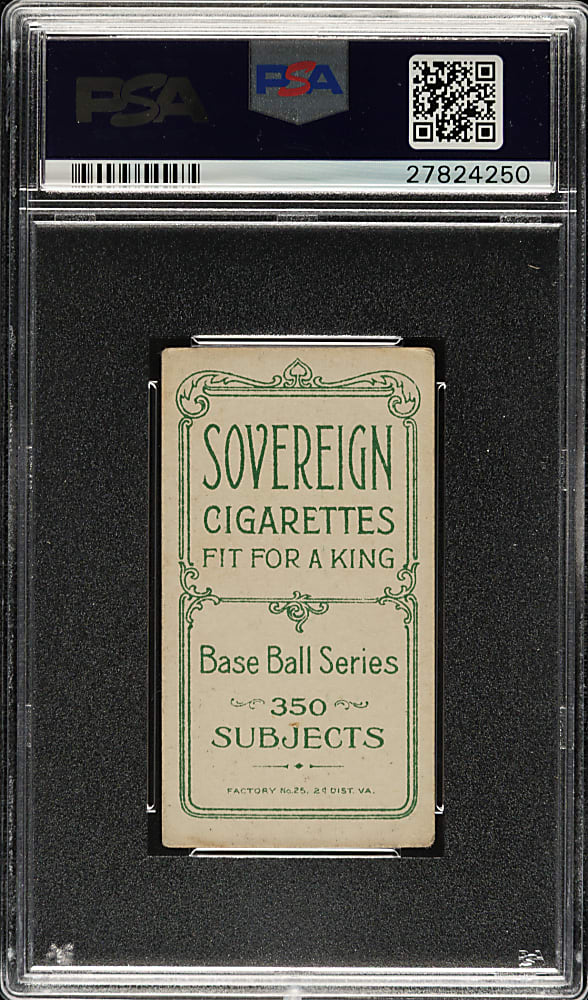 PSA
PSA
27824250
SOVEREIGN
CIGARETTES
FIT FOR A KING
Base Ball Series
350
SUBJECTS
FACTORY No. 25, 2d DIST. VA.